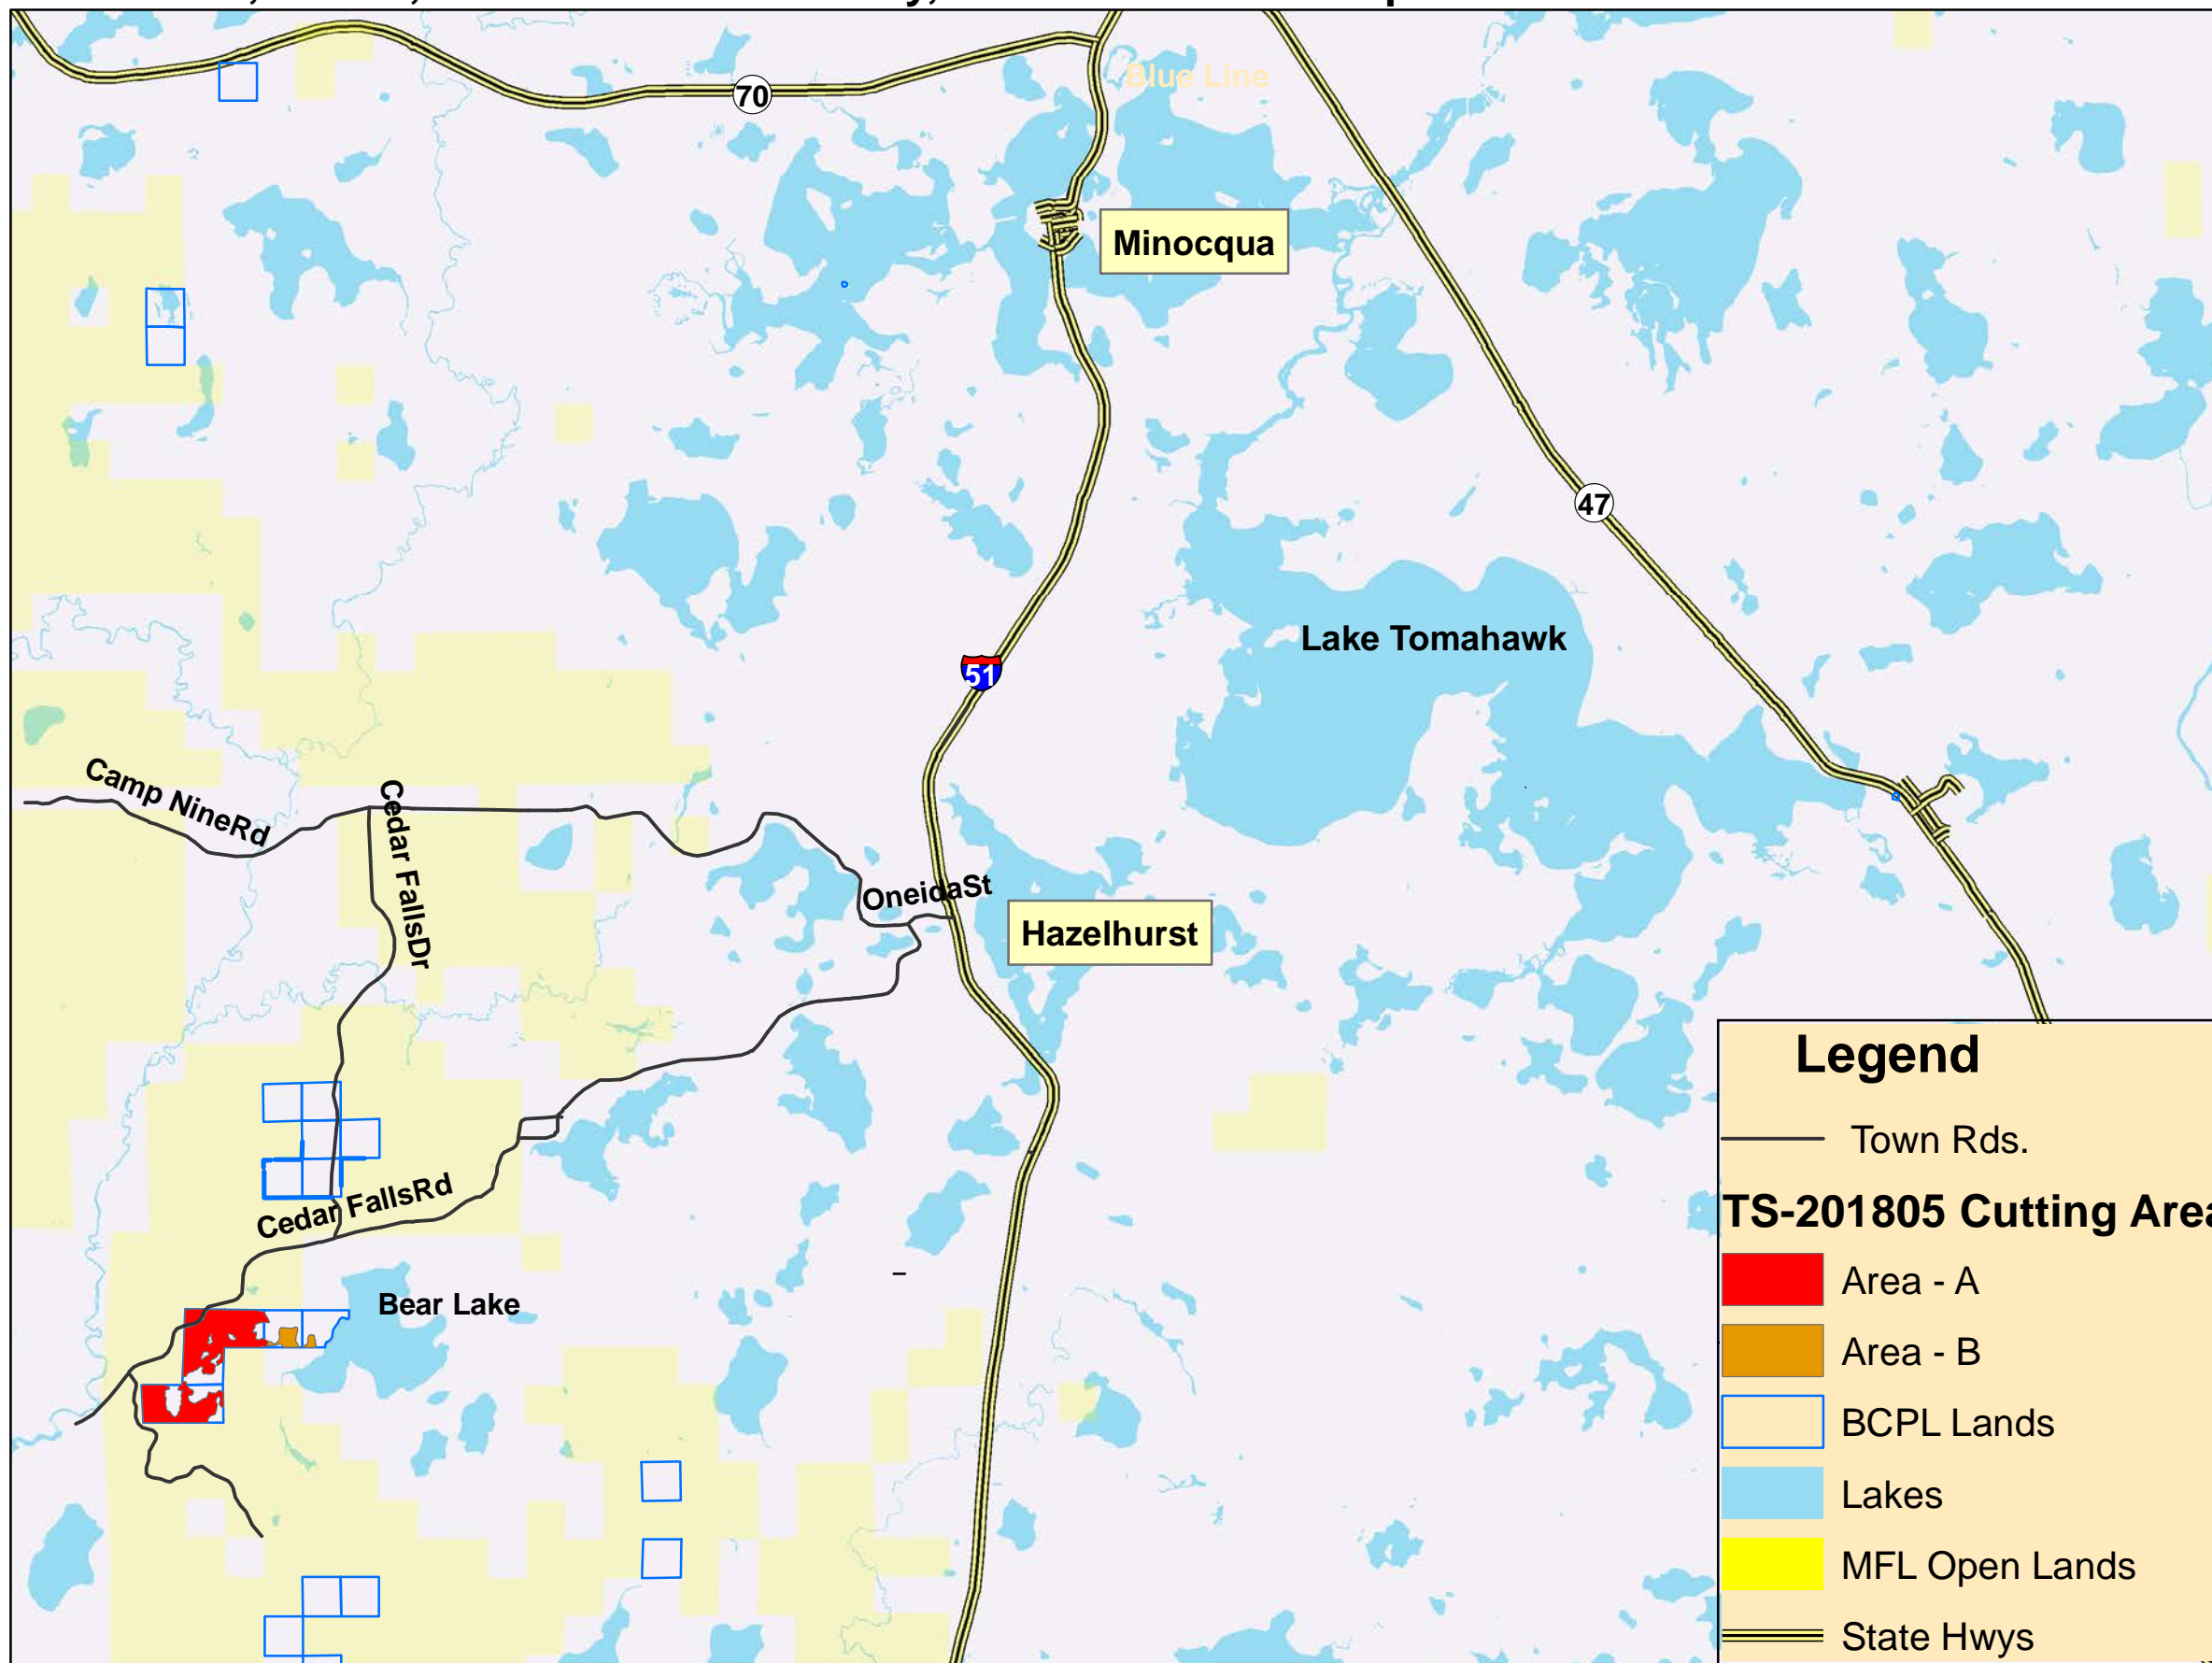 70
Blue Line
Minocqua
47
Lake Tomahawk
51
Camp NineRd
Cedar FallsDr
OneidaSt
Hazelhurst
Cedar FallsRd
Bear Lake
Legend
Town Rds.
TS-201805 Cutting Area
Area - A
Area - B
BCPL Lands
Lakes
MFL Open Lands
State Hwys